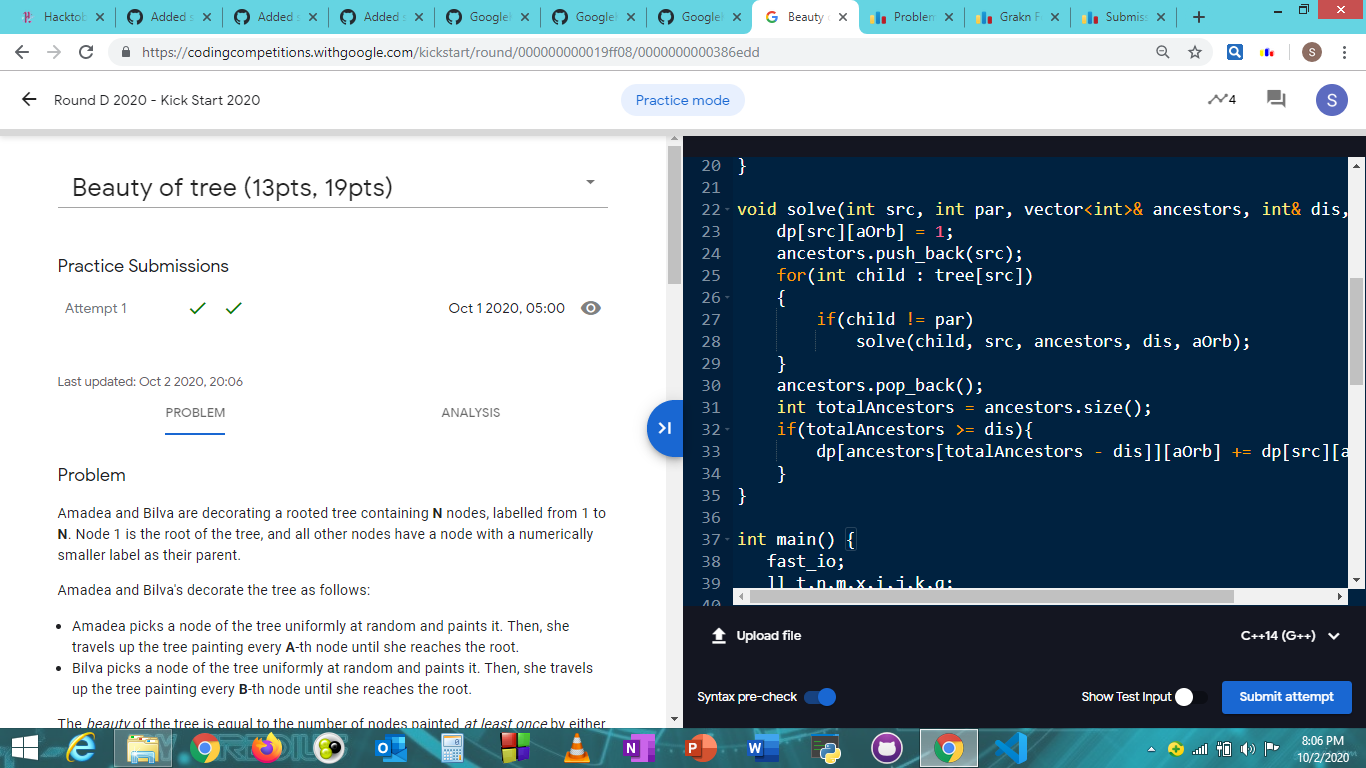 Hacktob
Added s
Added s
Added s
Google
Google
Google
Beauty
Problem
Grakn F
Submiss
https://codingcompetitions.withgoogle.com/kickstart/round/000000000019ff08/0000000000386edd
S
Round D 2020 - Kick Start 2020
Practice mode
4
S
Beauty of tree (13pts, 19pts)
Practice Submissions
Attempt 1
Oct 1 2020, 05:00
Last updated: Oct 2 2020, 20:06
PROBLEM
ANALYSIS
Problem
Amadea and Bilva are decorating a rooted tree containing N nodes, labelled from 1 to
N. Node 1 is the root of the tree, and all other nodes have a node with a numerically
smaller label as their parent.
Amadea and Bilva's decorate the tree as follows:
• Amadea picks a node of the tree uniformly at random and paints it. Then, she
travels up the tree painting every A-th node until she reaches the root.
• Bilva picks a node of the tree uniformly at random and paints it. Then, she travels
up the tree painting every B-th node until she reaches the root.
The beauty of the tree is equal to the number of nodes painted at least once by either
20 }
21
22 void solve(int src, int par, vector<int>& ancestors, int& dis,
23 dp[src][aOrb] = 1;
24 ancestors.push_back(src);
25 for(int child : tree[src])
26 {
27 if(child != par)
28 solve(child, src, ancestors, dis, aOrb);
29 }
30 ancestors.pop_back();
31 int totalAncestors = ancestors.size();
32 if(totalAncestors >= dis){
33 dp[ancestors[totalAncestors - dis]][aOrb] += dp[src][a
34 }
35 }
36
37 int main() {
38 fast_io;
39 ll t,n,m,x,i,j,k,q;
40
Upload file
C++14 (G++)
Syntax pre-check
Show Test Input
Submit attempt
8:06 PM
10/2/2020